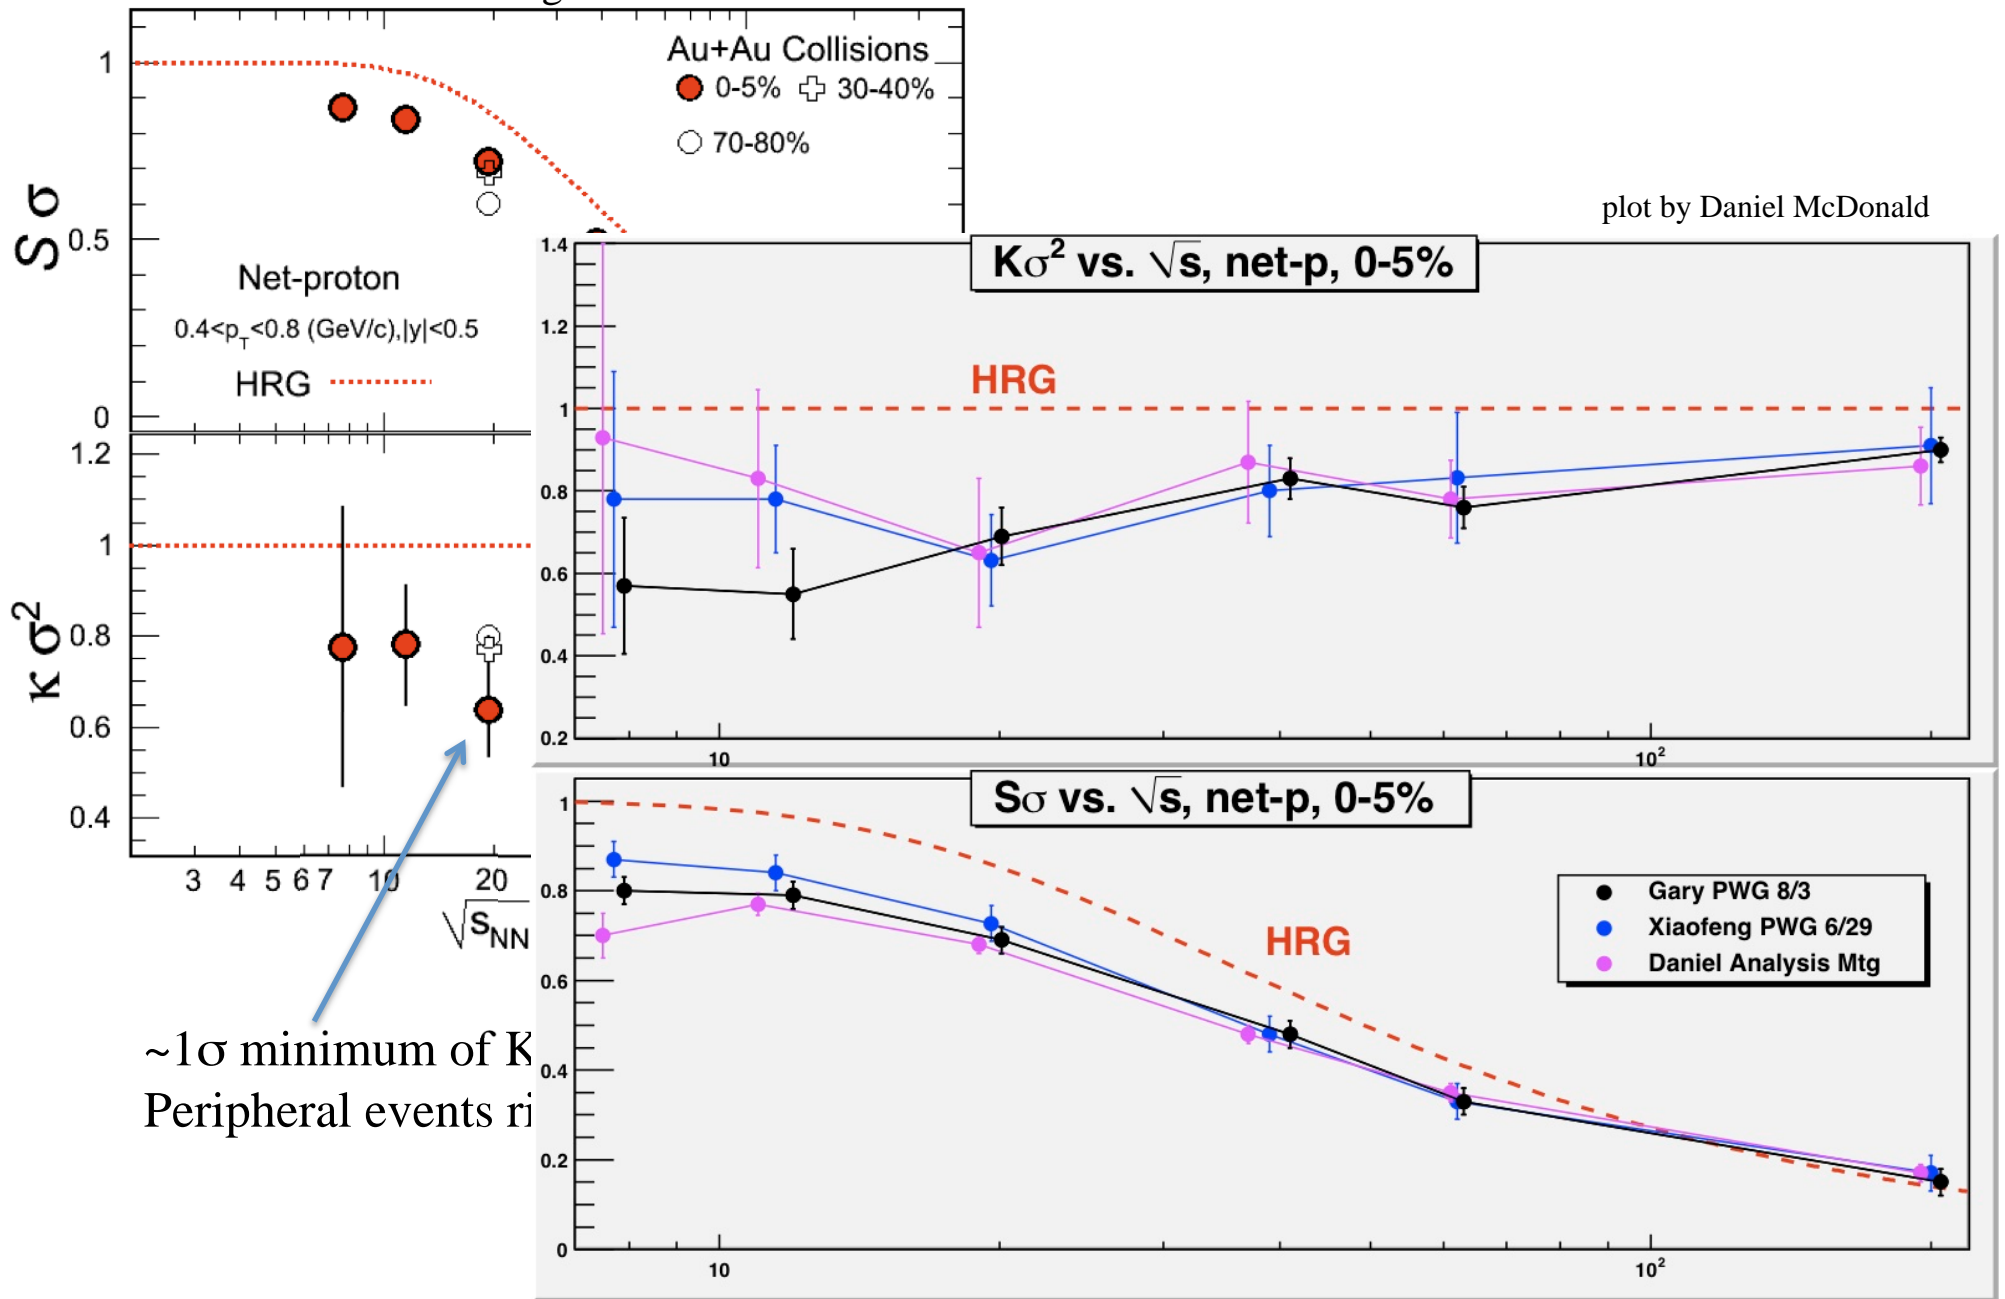 Au+Au Collisions
0-5% 30-40%
70-80%
1
0.5
0
S σ
Net-proton
0.4<pT<0.8 (GeV/c),|y|<0.5
HRG
1.2
1
0.8
0.6
0.4
κ σ²
3 4 5 6 7 10 20
√sNN
~1σ minimum of K
Peripheral events ri
plot by Daniel McDonald
Kσ² vs. √s, net-p, 0-5%
1.4
1.2
1
0.8
0.6
0.4
0.2
HRG
10 10²
Sσ vs. √s, net-p, 0-5%
1
0.8
0.6
0.4
0.2
0
HRG
Gary PWG 8/3
Xiaofeng PWG 6/29
Daniel Analysis Mtg
10 10²